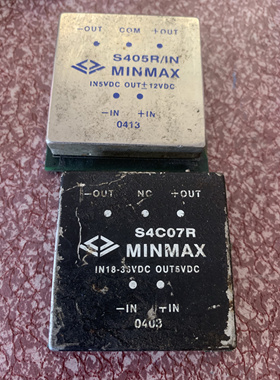 -OUT COM +OUT
S405R/IN
MINMAX
IN5VDC OUT±12VDC
-IN +IN
0413
-OUT NC +OUT
S4C07R
MINMAX
IN18-36VDC OUT5VDC
-IN +IN
0403